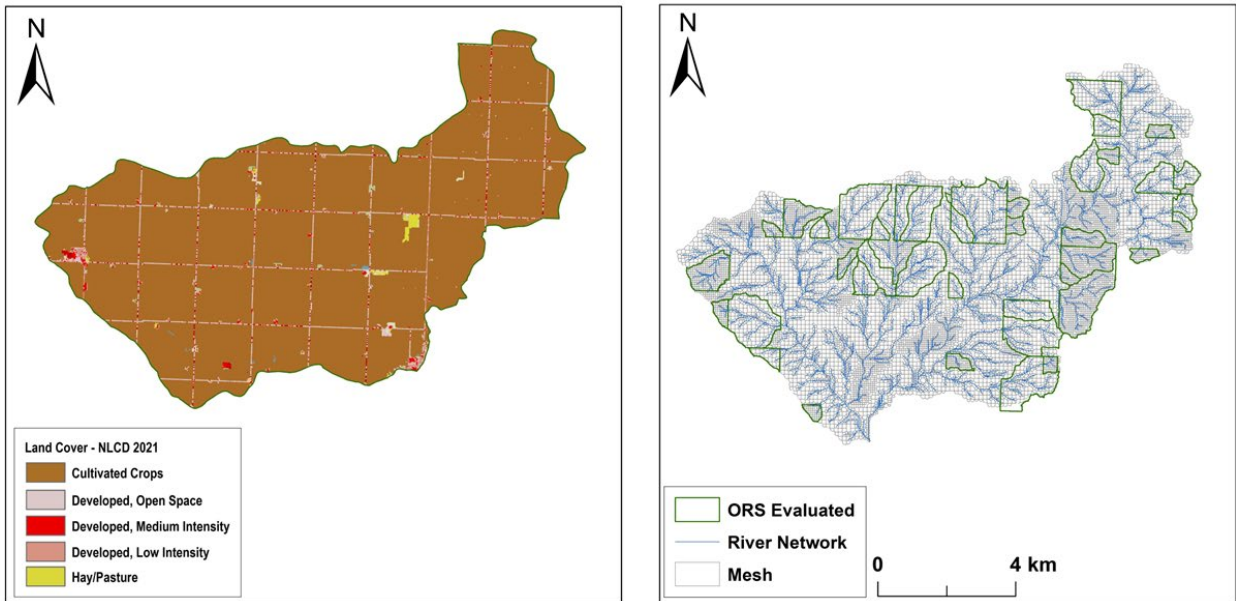 N
Land Cover - NLCD 2021
Cultivated Crops
Developed, Open Space
Developed, Medium Intensity
Developed, Low Intensity
Hay/Pasture
N
ORS Evaluated
River Network
Mesh
0 4 km